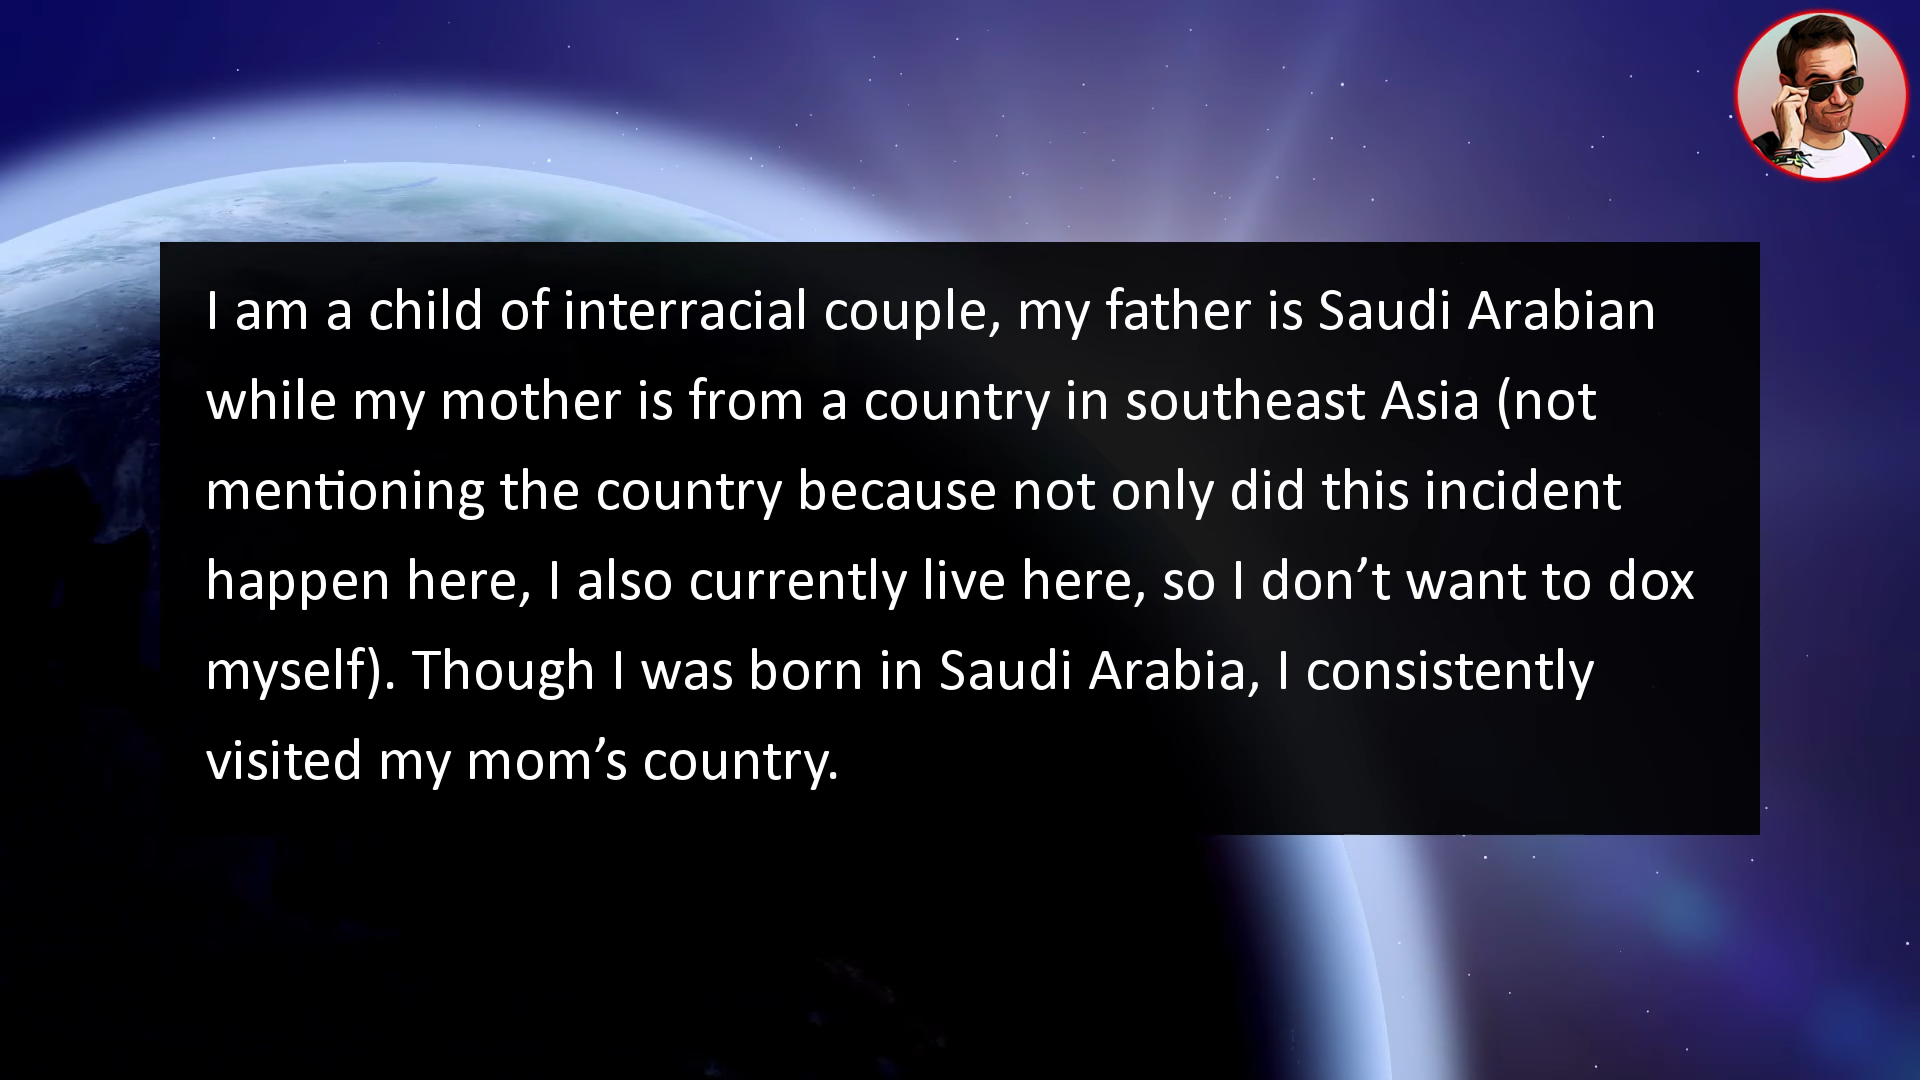 I am a child of interracial couple, my father is Saudi Arabian
while my mother is from a country in southeast Asia (not
mentioning the country because not only did this incident
happen here, I also currently live here, so I don’t want to dox
myself). Though I was born in Saudi Arabia, I consistently
visited my mom’s country.